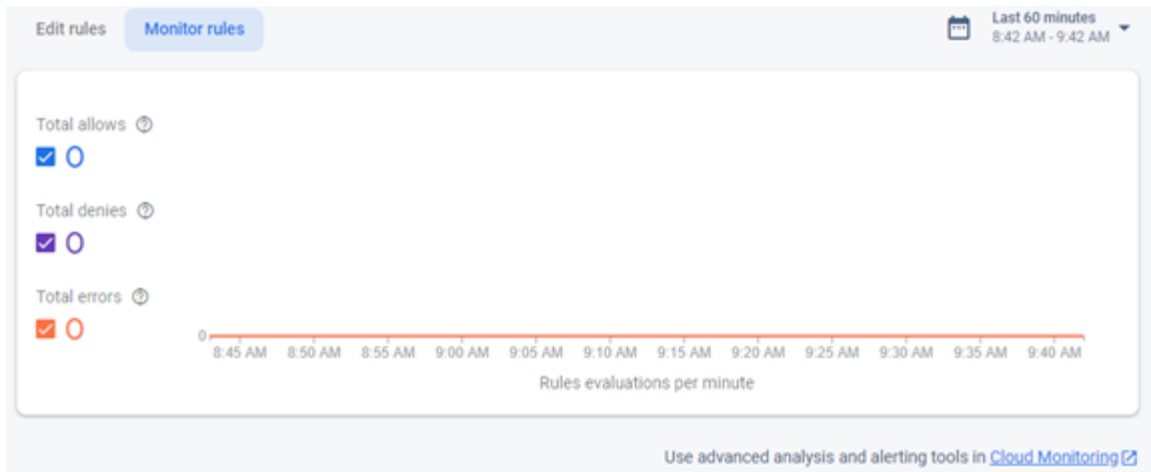 Edit rules
Monitor rules
Last 60 minutes
8:42 AM - 9:42 AM
Total allows
0
Total denies
0
Total errors
0
0
8:45 AM 8:50 AM 8:55 AM 9:00 AM 9:05 AM 9:10 AM 9:15 AM 9:20 AM 9:25 AM 9:30 AM 9:35 AM 9:40 AM
Rules evaluations per minute
Use advanced analysis and alerting tools in Cloud Monitoring